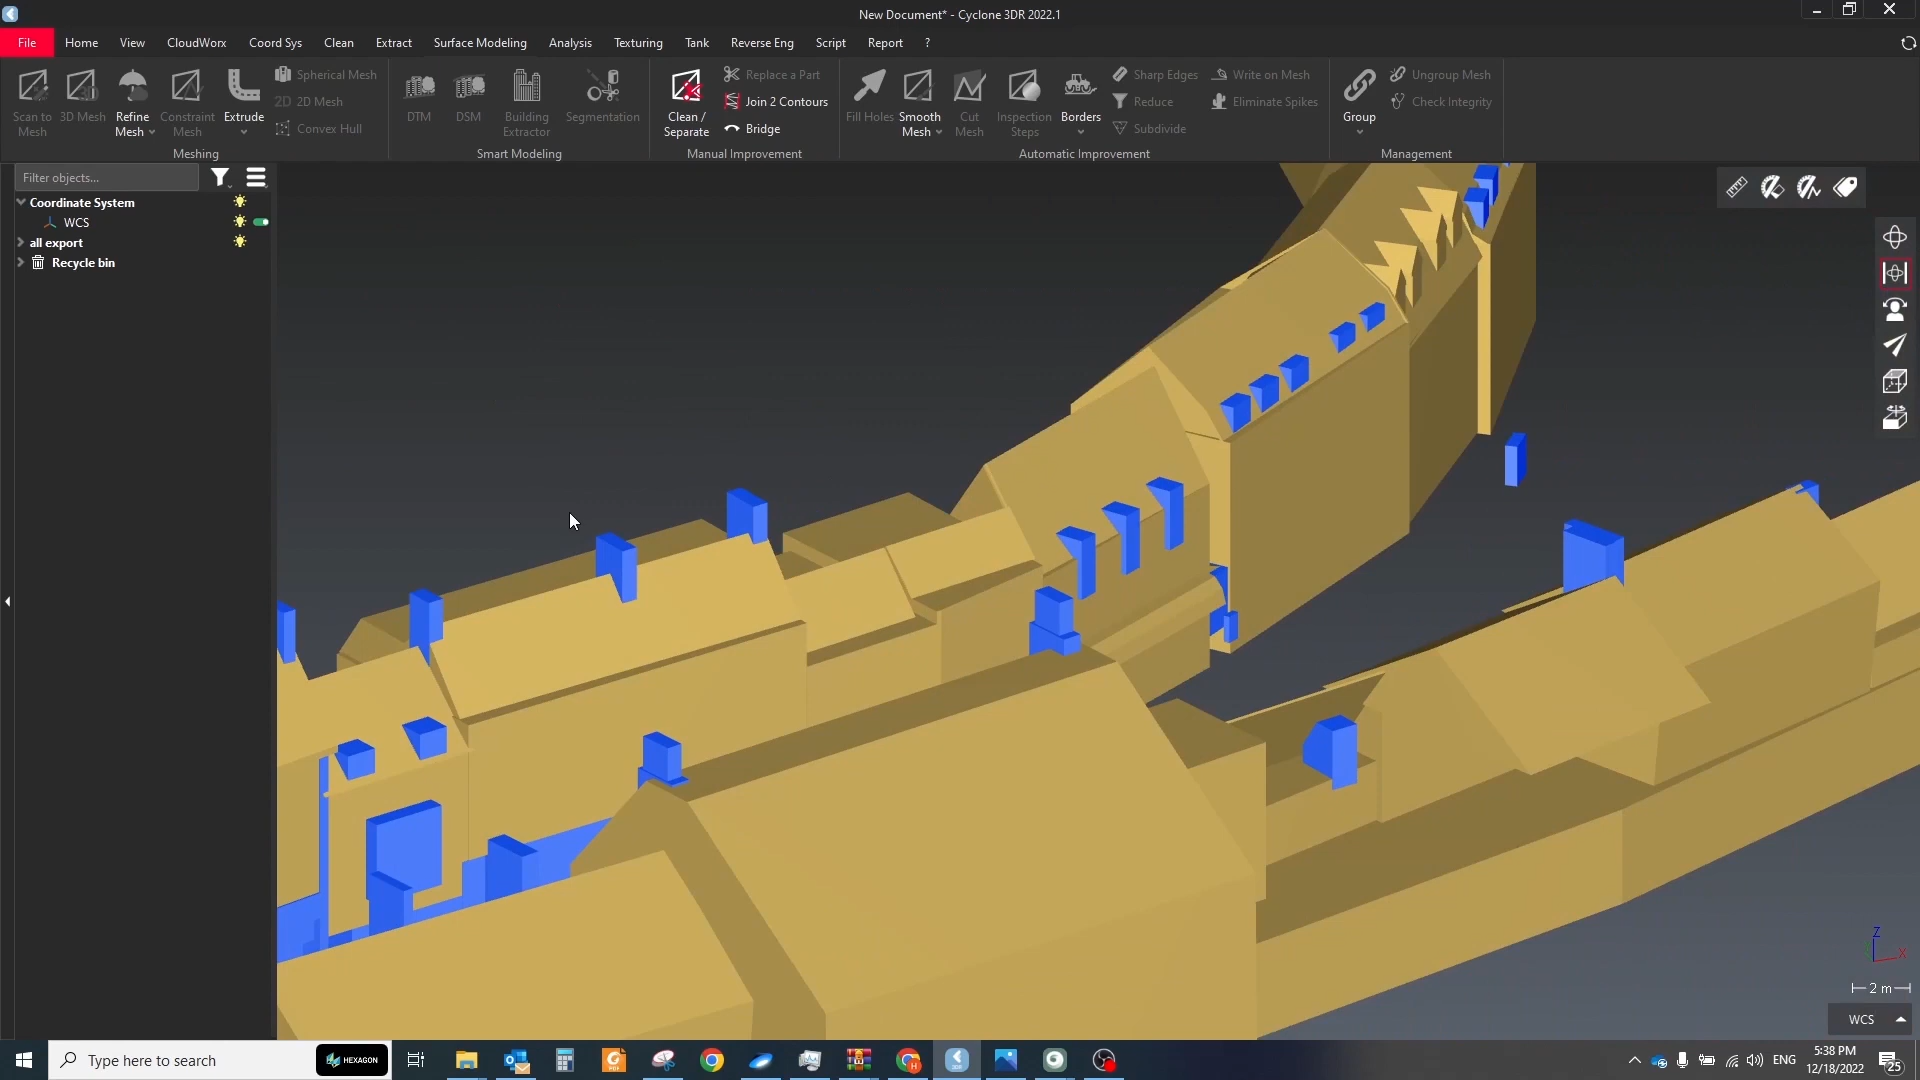 New Document* - Cyclone 3DR 2022.1
File Home View CloudWorx Coord Sys Clean Extract Surface Modeling Analysis Texturing Tank Reverse Eng Script Report ?
Scan to Mesh
3D Mesh
Refine Mesh
Constraint Mesh
Extrude
Spherical Mesh
2D 2D Mesh
Convex Hull
Meshing
DTM
DSM
Building Extractor
Segmentation
Smart Modeling
Clean / Separate
Replace a Part
Join 2 Contours
Bridge
Manual Improvement
Fill Holes
Smooth Mesh
Cut Mesh
Inspection Steps
Borders
Sharp Edges
Reduce
Subdivide
Write on Mesh
Eliminate Spikes
Automatic Improvement
Group
Ungroup Mesh
Check Integrity
Management
Filter objects...
Coordinate System
WCS
all export
Recycle bin
Z
X
2 m
WCS
Type here to search
HEXAGON
ENG
5:38 PM
12/18/2022
25